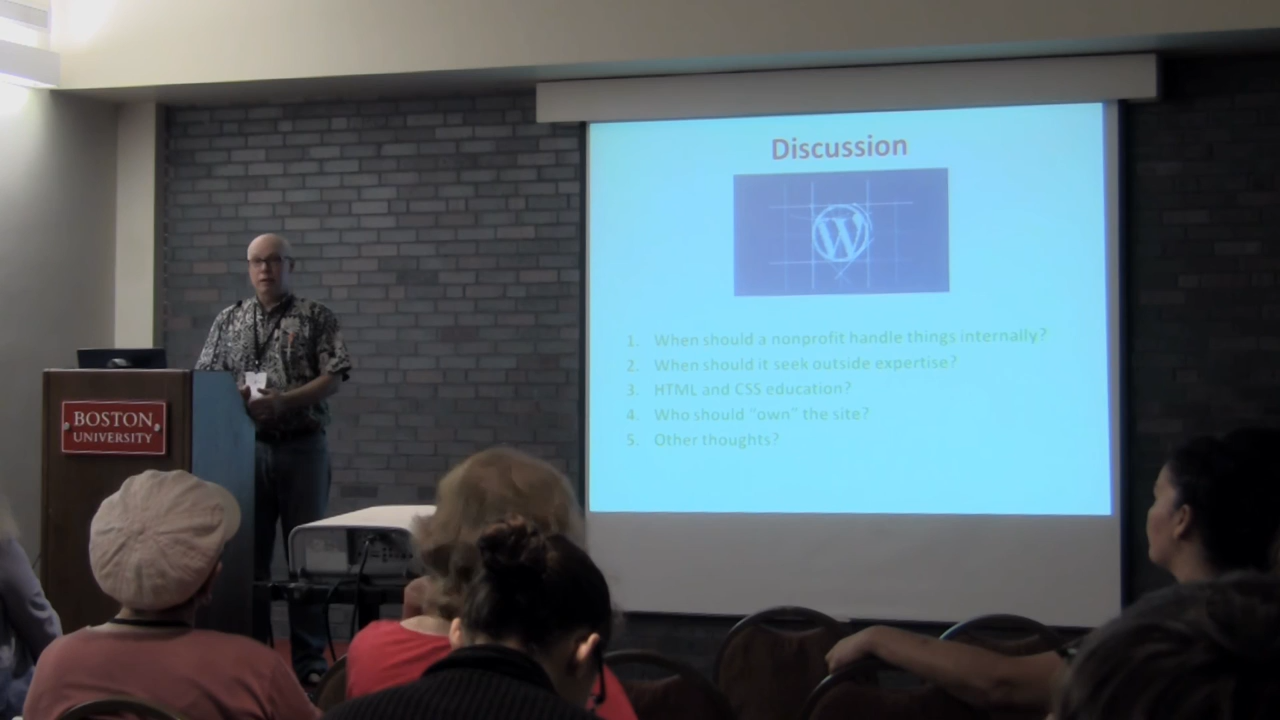 Discussion
W
1. When should a nonprofit handle things internally?
2. When should it seek outside expertise?
3. HTML and CSS education?
4. Who should "own" the site?
5. Other thoughts?
BOSTON
UNIVERSITY